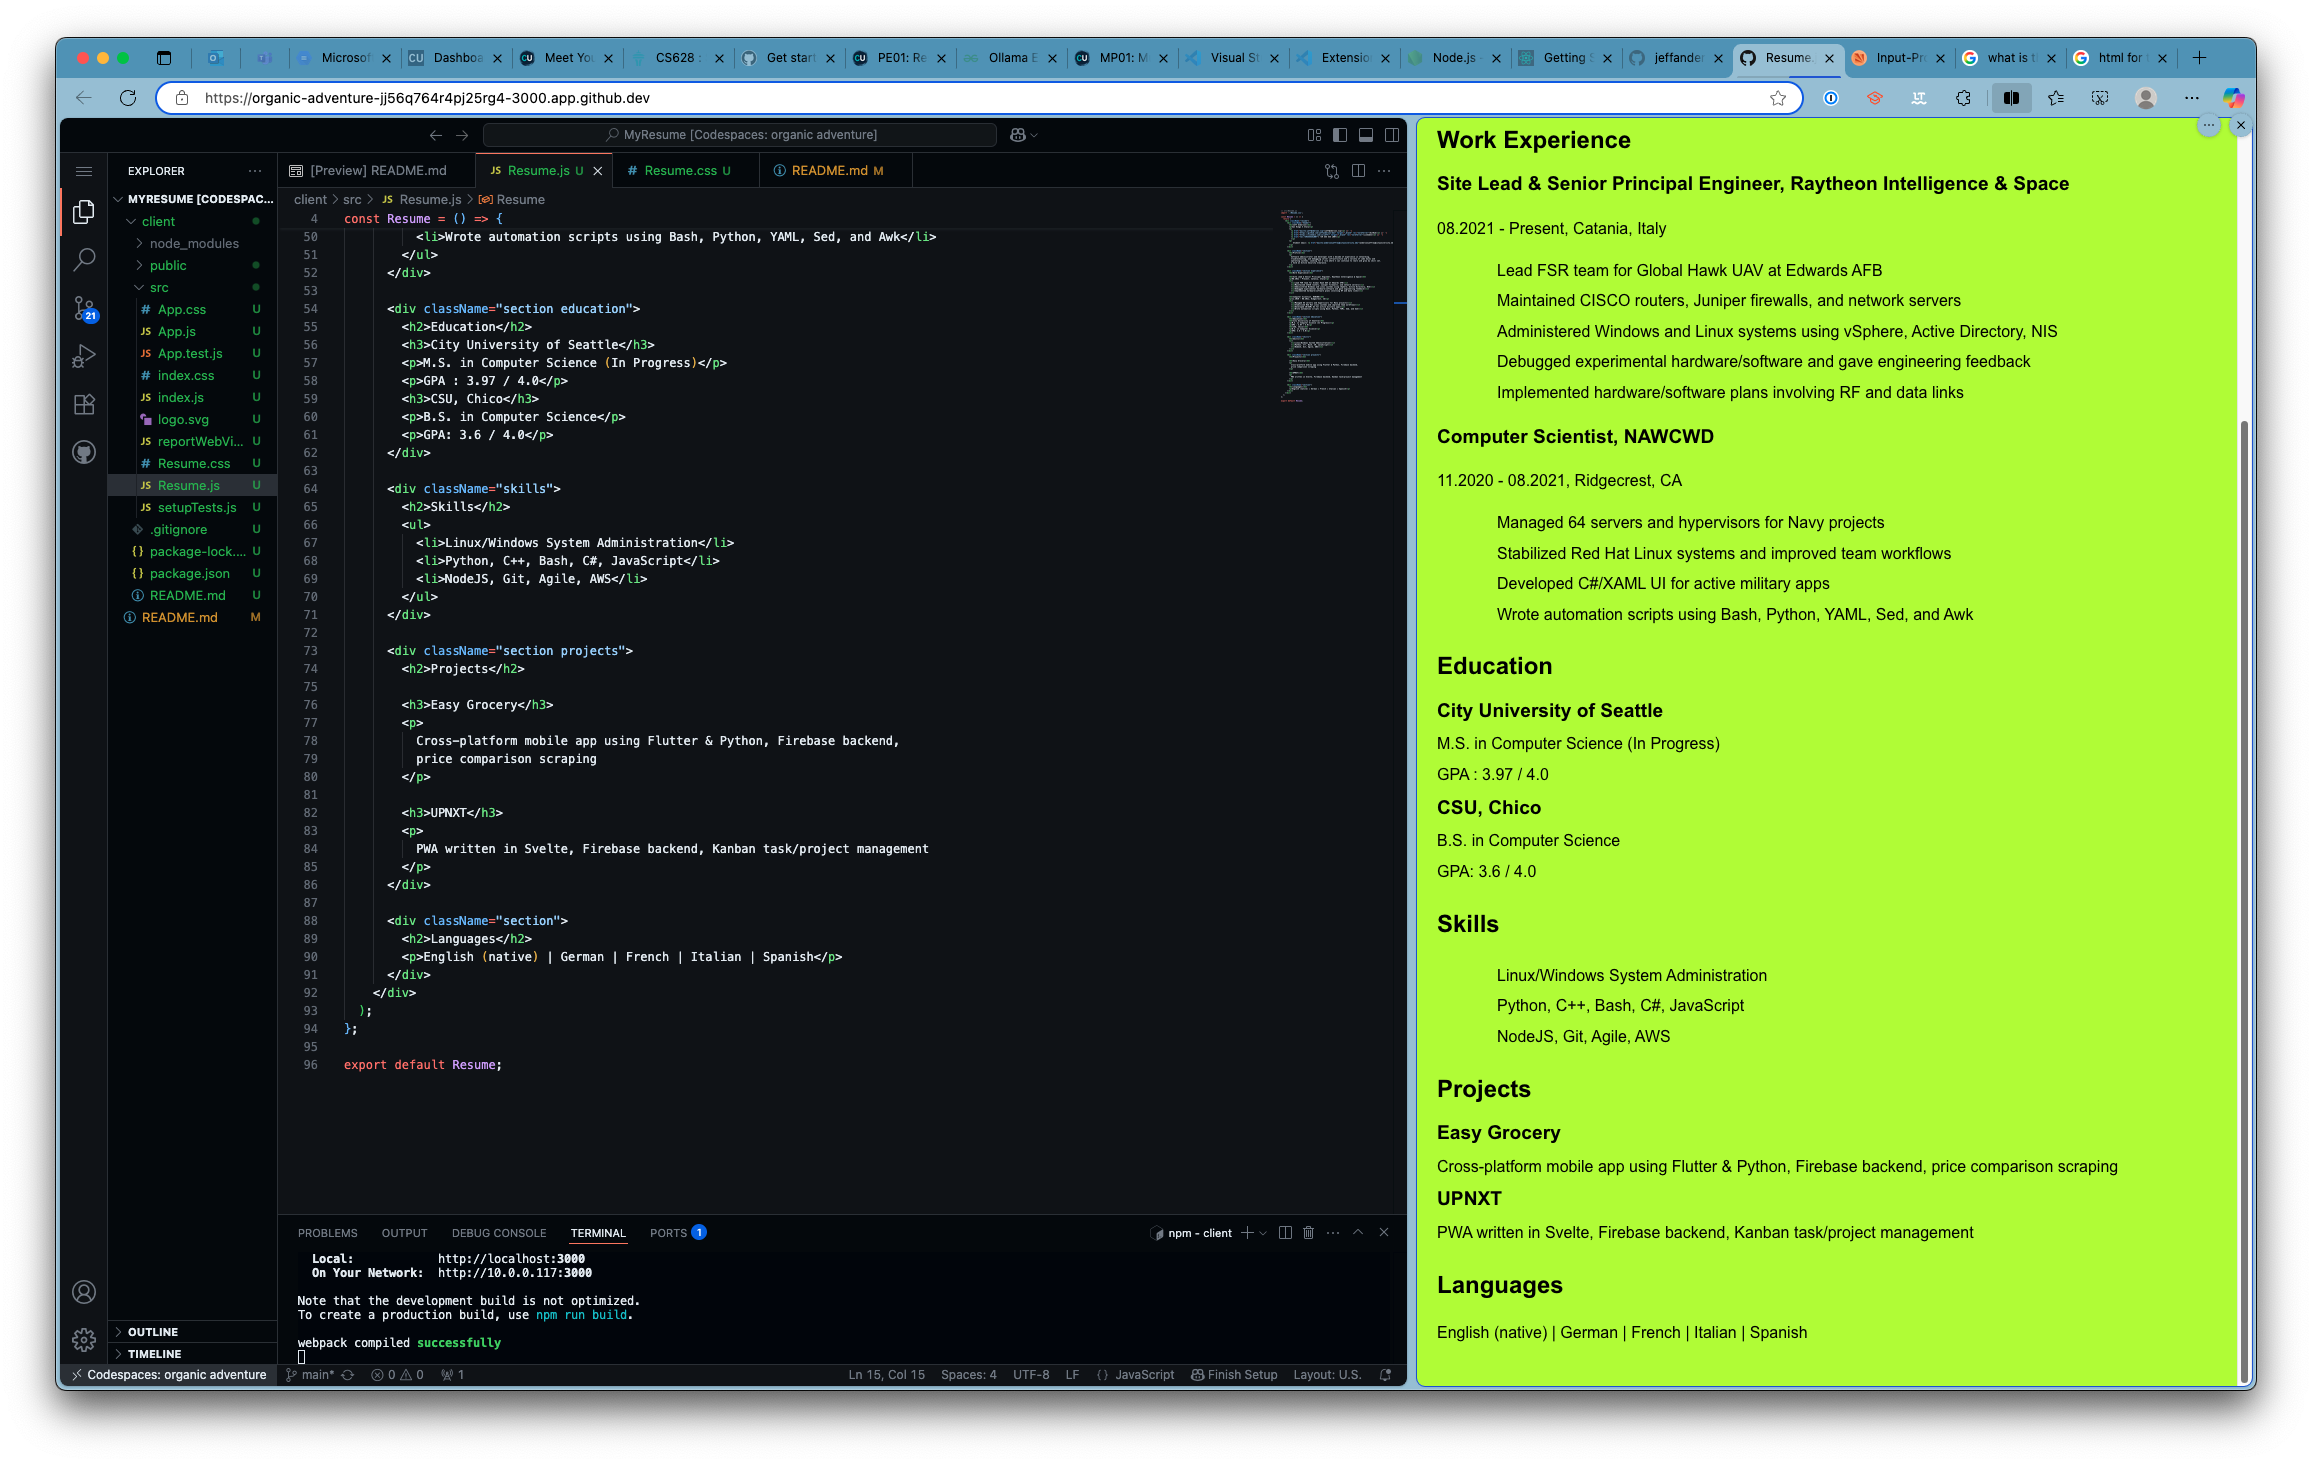 Microsof
Dashboa
Meet Yo
CS628 :
Get start
PE01: Re
Ollama E
MP01: M
Visual St
Extensio
Node.js
Getting S
jeffander
Resume.
Input-Pr
what is t
html for
https://organic-adventure-jj56q764r4pj25rg4-3000.app.github.dev
MyResume [Codespaces: organic adventure]
EXPLORER
MYRESUME [CODESPAC...
client
node_modules
public
src
# App.css U
JS App.js U
JS App.test.js U
# index.css U
JS index.js U
logo.svg U
JS reportWebVi... U
# Resume.css U
JS Resume.js U
JS setupTests.js U
.gitignore U
{} package-lock.... U
{} package.json U
README.md U
README.md M
21
OUTLINE
TIMELINE
[Preview] README.md
JS Resume.js U
# Resume.css U
README.md M
client > src > JS Resume.js > Resume
4 const Resume = () => {
50 <li>Wrote automation scripts using Bash, Python, YAML, Sed, and Awk</li>
51 </ul>
52 </div>
53
54 <div className="section education">
55 <h2>Education</h2>
56 <h3>City University of Seattle</h3>
57 <p>M.S. in Computer Science (In Progress)</p>
58 <p>GPA : 3.97 / 4.0</p>
59 <h3>CSU, Chico</h3>
60 <p>B.S. in Computer Science</p>
61 <p>GPA: 3.6 / 4.0</p>
62 </div>
63
64 <div className="skills">
65 <h2>Skills</h2>
66 <ul>
67 <li>Linux/Windows System Administration</li>
68 <li>Python, C++, Bash, C#, JavaScript</li>
69 <li>NodeJS, Git, Agile, AWS</li>
70 </ul>
71 </div>
72
73 <div className="section projects">
74 <h2>Projects</h2>
75
76 <h3>Easy Grocery</h3>
77 <p>
78 Cross-platform mobile app using Flutter & Python, Firebase backend,
79 price comparison scraping
80 </p>
81
82 <h3>UPNXT</h3>
83 <p>
84 PWA written in Svelte, Firebase backend, Kanban task/project management
85 </p>
86 </div>
87
88 <div className="section">
89 <h2>Languages</h2>
90 <p>English (native) | German | French | Italian | Spanish</p>
91 </div>
92 </div>
93 );
94 };
95
96 export default Resume;
PROBLEMS OUTPUT DEBUG CONSOLE TERMINAL PORTS 1
npm - client
Local: http://localhost:3000
On Your Network: http://10.0.0.117:3000
Note that the development build is not optimized.
To create a production build, use npm run build.
webpack compiled successfully
Codespaces: organic adventure main* 0 0 1
Ln 15, Col 15 Spaces: 4 UTF-8 LF {} JavaScript Finish Setup Layout: U.S.
Work Experience
Site Lead & Senior Principal Engineer, Raytheon Intelligence & Space
08.2021 - Present, Catania, Italy
Lead FSR team for Global Hawk UAV at Edwards AFB
Maintained CISCO routers, Juniper firewalls, and network servers
Administered Windows and Linux systems using vSphere, Active Directory, NIS
Debugged experimental hardware/software and gave engineering feedback
Implemented hardware/software plans involving RF and data links
Computer Scientist, NAWCWD
11.2020 - 08.2021, Ridgecrest, CA
Managed 64 servers and hypervisors for Navy projects
Stabilized Red Hat Linux systems and improved team workflows
Developed C#/XAML UI for active military apps
Wrote automation scripts using Bash, Python, YAML, Sed, and Awk
Education
City University of Seattle
M.S. in Computer Science (In Progress)
GPA : 3.97 / 4.0
CSU, Chico
B.S. in Computer Science
GPA: 3.6 / 4.0
Skills
Linux/Windows System Administration
Python, C++, Bash, C#, JavaScript
NodeJS, Git, Agile, AWS
Projects
Easy Grocery
Cross-platform mobile app using Flutter & Python, Firebase backend, price comparison scraping
UPNXT
PWA written in Svelte, Firebase backend, Kanban task/project management
Languages
English (native) | German | French | Italian | Spanish